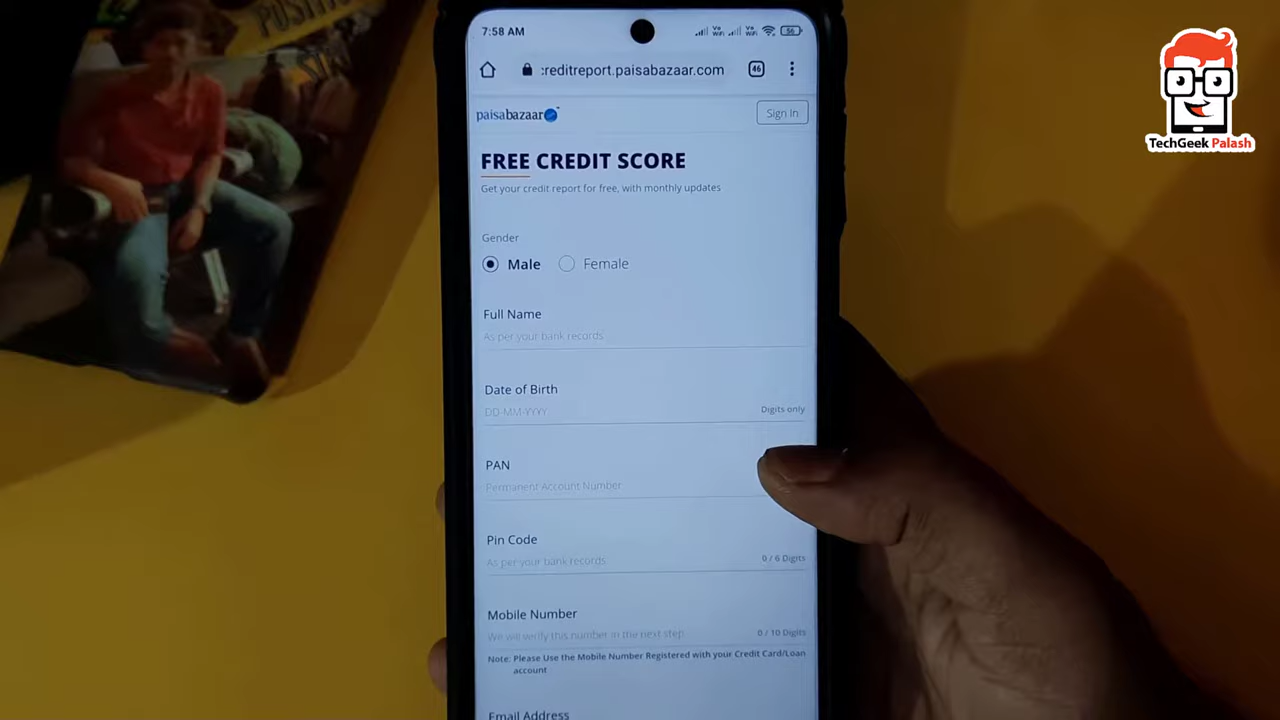 POSITIV
7:58 AM
56
:reditreport.paisabazaar.com
46
paisabazaar
Sign In
FREE CREDIT SCORE
Get your credit report for free, with monthly updates
Gender
Male
Female
Full Name
As per your bank records
Date of Birth
DD-MM-YYYY
Digits only
PAN
Permanent Account Number
Pin Code
As per your bank records
0 / 6 Digits
Mobile Number
We will verify this number in the next step
0 / 10 Digits
Note: Please Use the Mobile Number Registered with your Credit Card/Loan
account
Email Address
TechGeek Palash